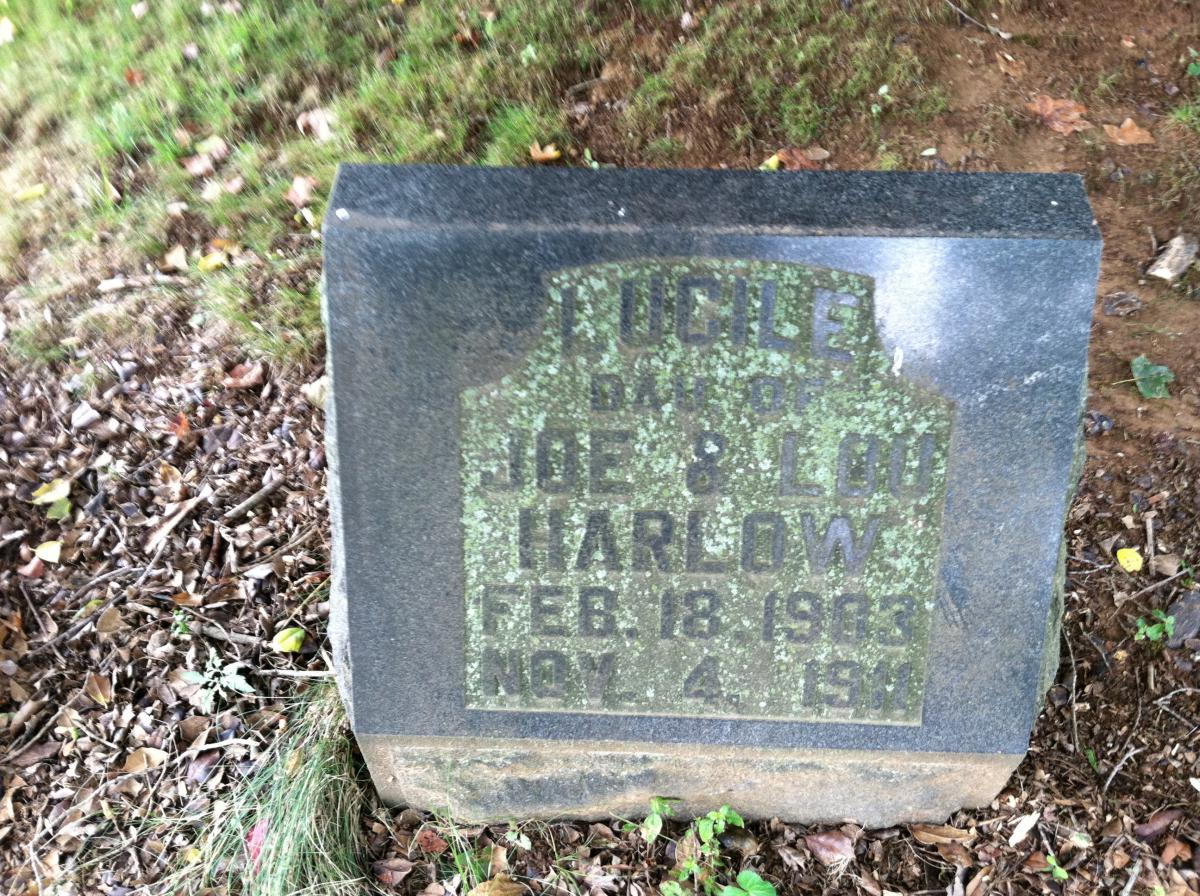 LUCILE
DAU OF
JOE & LOU
HARLOW
FEB. 18 1903
NOV. 4, 1911